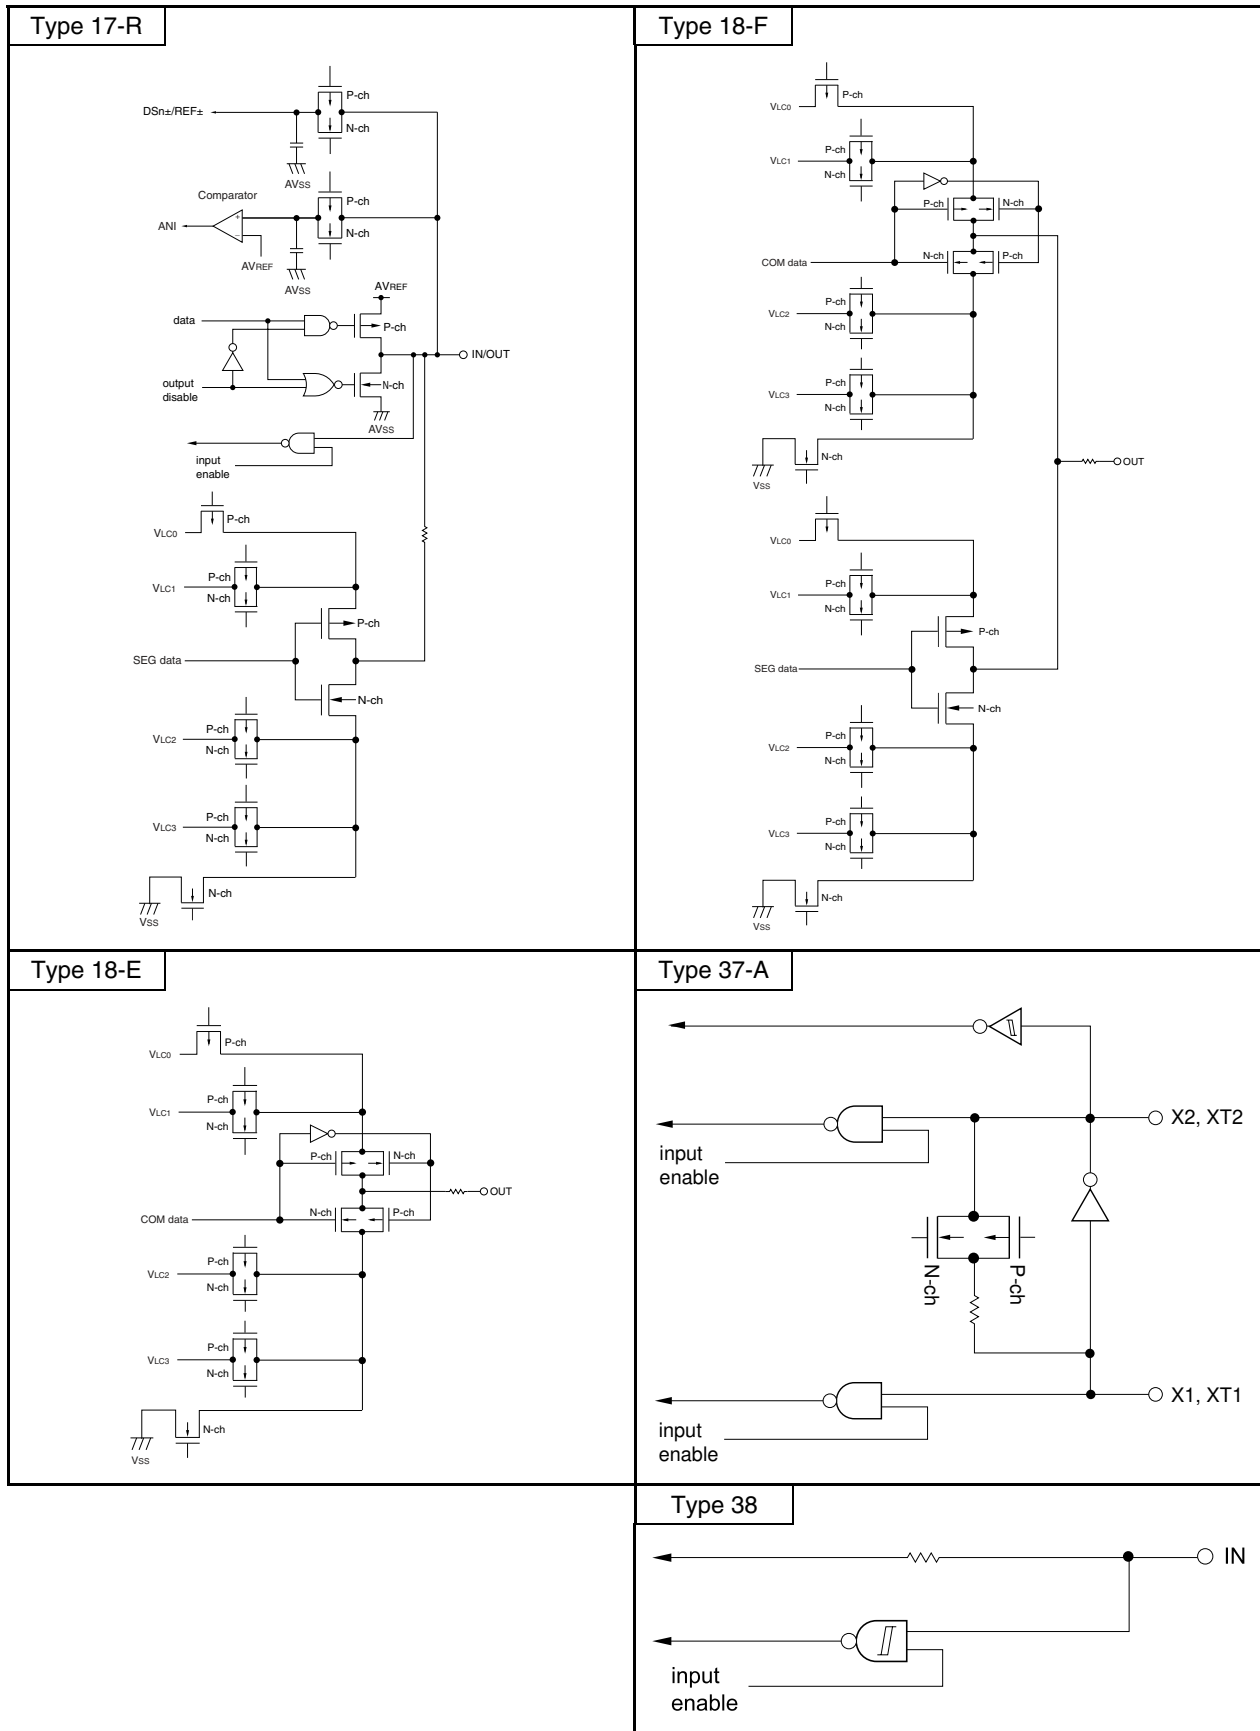 Type 17-R
P-ch
DSn±/REF±
N-ch
AVSS
Comparator
P-ch
+
ANI
N-ch
−
AVREF
AVSS
AVREF
data
P-ch
IN/OUT
output
disable
N-ch
AVSS
input
enable
P-ch
VLC0
P-ch
VLC1
N-ch
P-ch
SEG data
N-ch
P-ch
VLC2
N-ch
P-ch
VLC3
N-ch
N-ch
VSS
Type 18-F
P-ch
VLC0
P-ch
VLC1
N-ch
P-ch
N-ch
N-ch
P-ch
COM data
P-ch
VLC2
N-ch
P-ch
VLC3
N-ch
N-ch
VSS
OUT
P-ch
VLC0
P-ch
VLC1
N-ch
P-ch
SEG data
N-ch
P-ch
VLC2
N-ch
P-ch
VLC3
N-ch
N-ch
VSS
Type 18-E
P-ch
VLC0
P-ch
VLC1
N-ch
P-ch
N-ch
OUT
N-ch
P-ch
COM data
P-ch
VLC2
N-ch
P-ch
VLC3
N-ch
N-ch
VSS
Type 37-A
X2, XT2
input
enable
N-ch
P-ch
X1, XT1
input
enable
Type 38
IN
input
enable